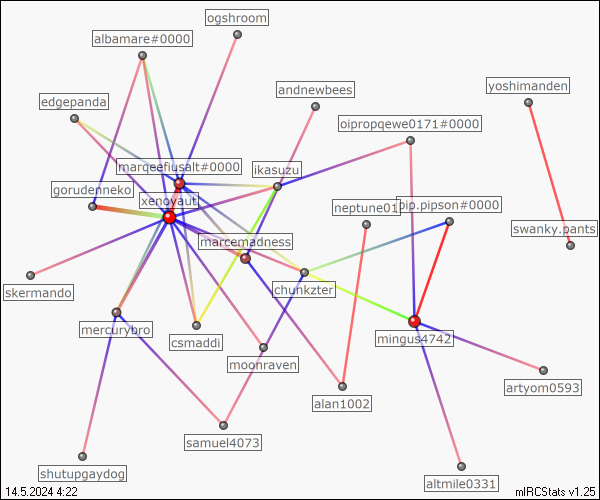 ogshroom
albamare#0000
andnewbees
yoshimanden
edgepanda
oipropqewe0171#0000
marqeefiusalt#0000
ikasuzu
gorudenneko
xenoyaut
neptune01
pip.pipson#0000
swanky.pants
marcemadness
skermando
chunkzter
mercurybro
csmaddi
mingus4742
moonraven
artyom0593
alan1002
samuel4073
shutupgaydog
altmile0331
14.5.2024 4:22
mIRCStats v1.25